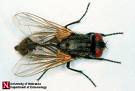 University of Nebraska
Department of Entomology